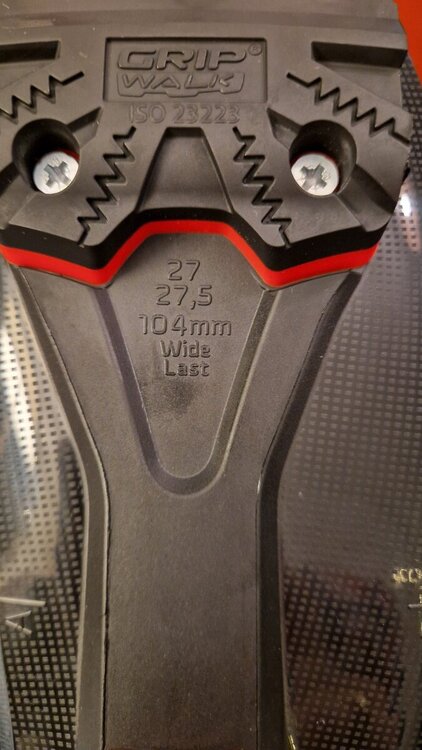 GRIP®
WALK
ISO 23223
27
27,5
104mm
Wide
Last